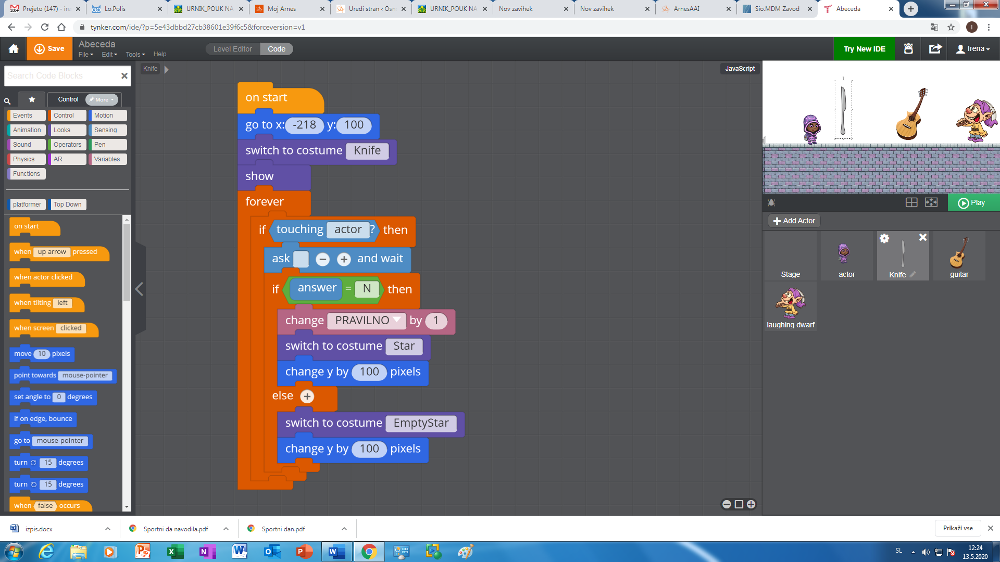 Prejeto (147) - ire
Lo.Polis
URNIK_POUK NA
Moj Arnes
Uredi stran ‹ Osn
URNIK_POUK NA
Nov zavihek
Nov zavihek
ArnesAAI
Sio.MDM Zavod
Abeceda
tynker.com/ide/?p=5e43dbbd27cb38601e39f6c5&forceversion=v1
I
Save
Abeceda
File Edit Tools Help
Level Editor Code
Try New IDE
Irena
Search Code Blocks
Control More
Events Control Motion
Animation Looks Sensing
Sound Operators Pen
Physics AR Variables
Functions
platformer Top Down
on start
when up arrow pressed
when actor clicked
when tilting left
when screen clicked
move 10 pixels
point towards mouse-pointer
set angle to 0 degrees
if on edge, bounce
go to mouse-pointer
turn 15 degrees
turn 15 degrees
when false occurs
Knife
JavaScript
on start
go to x: -218 y: 100
switch to costume Knife
show
forever
if touching actor ? then
ask − + and wait
if answer = N then
change PRAVILNO by 1
switch to costume Star
change y by 100 pixels
else +
switch to costume EmptyStar
change y by 100 pixels
Play
Add Actor
Stage
actor
Knife
guitar
laughing dwarf
izpis.docx
Sportni da navodila.pdf
Sportni dan.pdf
Prikaži vse
SL
12:24
13.5.2020